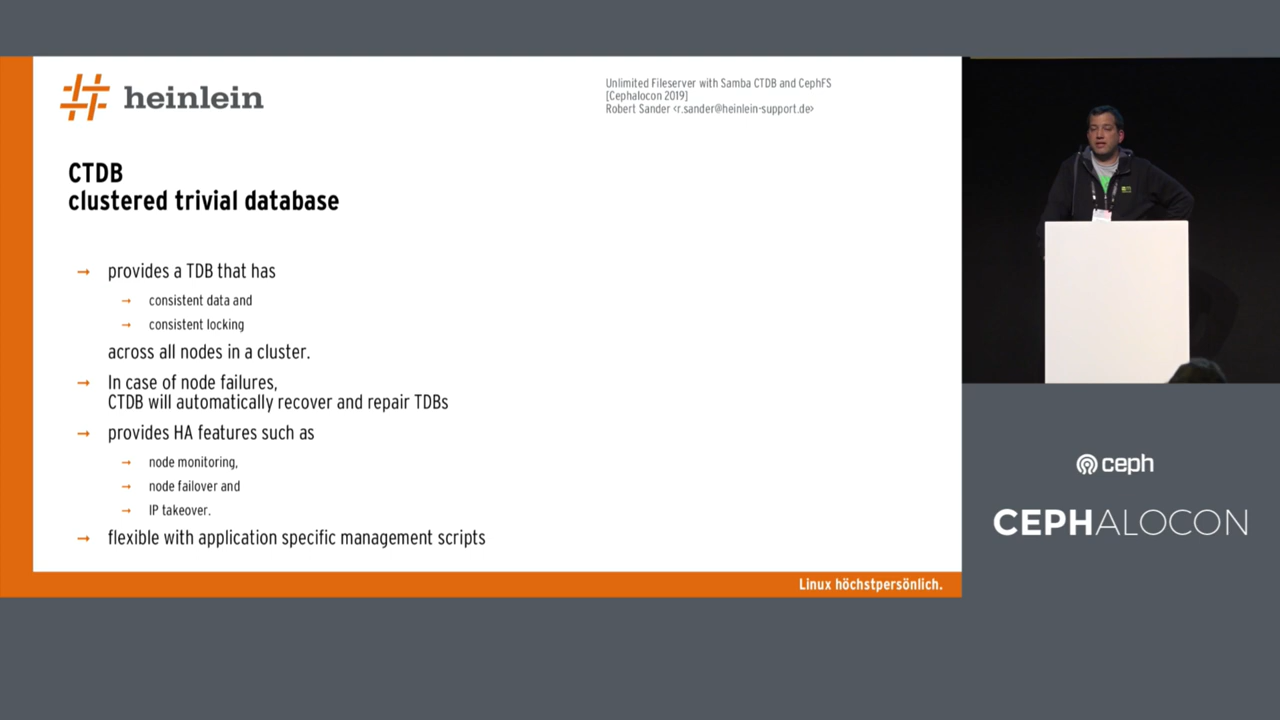 heinlein
Unlimited Fileserver with Samba CTDB and CephFS
[Cephalocon 2019]
Robert Sander <r.sander@heinlein-support.de>
CTDB
clustered trivial database
→ provides a TDB that has
→ consistent data and
→ consistent locking
across all nodes in a cluster.
→ In case of node failures,
CTDB will automatically recover and repair TDBs
→ provides HA features such as
→ node monitoring,
→ node failover and
→ IP takeover.
→ flexible with application specific management scripts
Linux höchstpersönlich.
ceph
CEPHALOCON